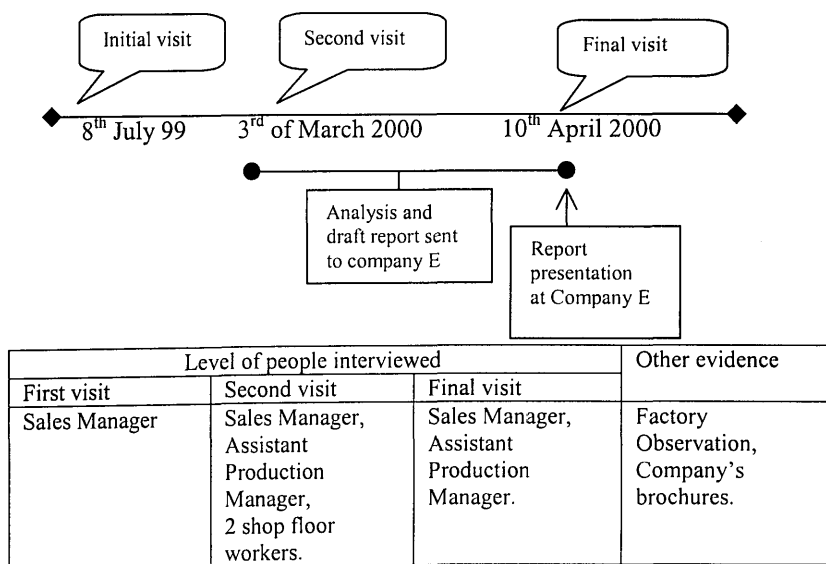 Initial visit
Second visit
Final visit
8th July 99
3rd of March 2000
10th April 2000
Analysis and
draft report sent
to company E
Report
presentation
at Company E
Level of people interviewed
Other evidence
First visit
Second visit
Final visit
Sales Manager
Sales Manager,
Assistant
Production
Manager,
2 shop floor
workers.
Sales Manager,
Assistant
Production
Manager.
Factory
Observation,
Company's
brochures.